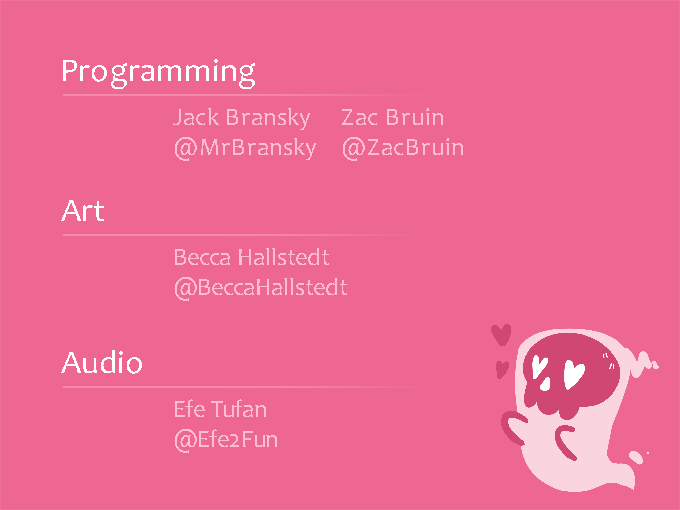 Programming
Jack Bransky Zac Bruin
@MrBransky @ZacBruin
Art
Becca Hallstedt
@BeccaHallstedt
Audio
Efe Tufan
@Efe2Fun